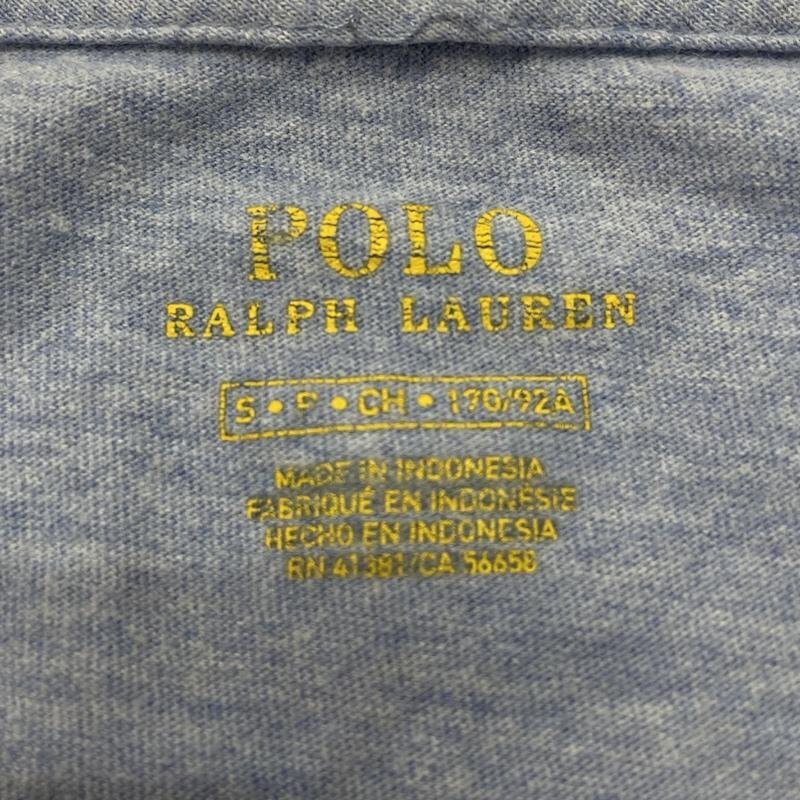 POLO
RALPH LAUREN
S • P • CH • 170/92A
MADE IN INDONESIA
FABRIQUÉ EN INDONÉSIE
HECHO EN INDONESIA
RN 41381/CA 56658